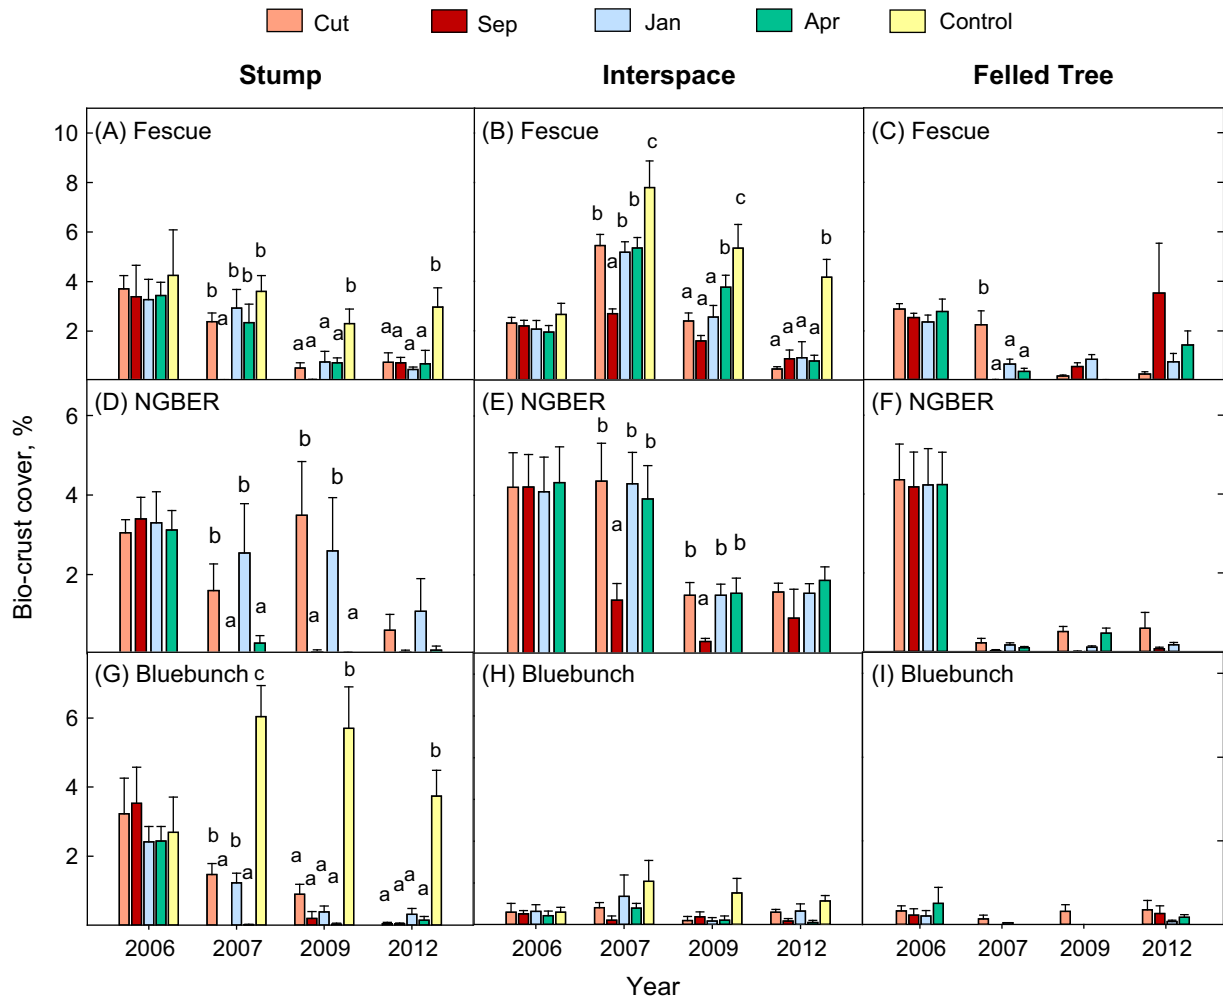 Cut Sep Jan Apr Control
Stump Interspace Felled Tree
Bio-crust cover, %
(A) Fescue
10
8
6
4
2
b a b b b
a a a a b
a a a a b
(B) Fescue
b a b b c
a a a b c
a a a a b
(C) Fescue
b a a a
(D) NGBER
6
4
2
b a b a
b a b a
(E) NGBER
b a b b
b a b b
(F) NGBER
(G) Bluebunch
6
4
2
b a b a c
a a a a b
a a a a b
(H) Bluebunch
(I) Bluebunch
2006 2007 2009 2012 2006 2007 2009 2012 2006 2007 2009 2012
Year